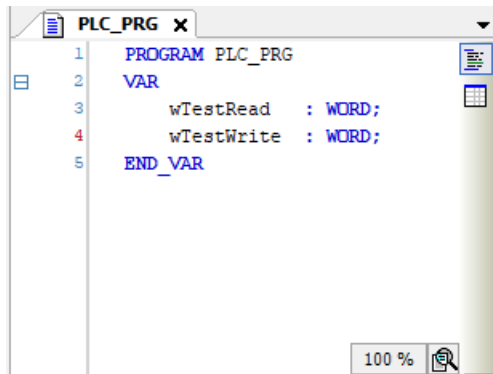 PLC_PRG X
1 PROGRAM PLC_PRG
2 VAR
3 wTestRead : WORD;
4 wTestWrite : WORD;
5 END_VAR
100 %